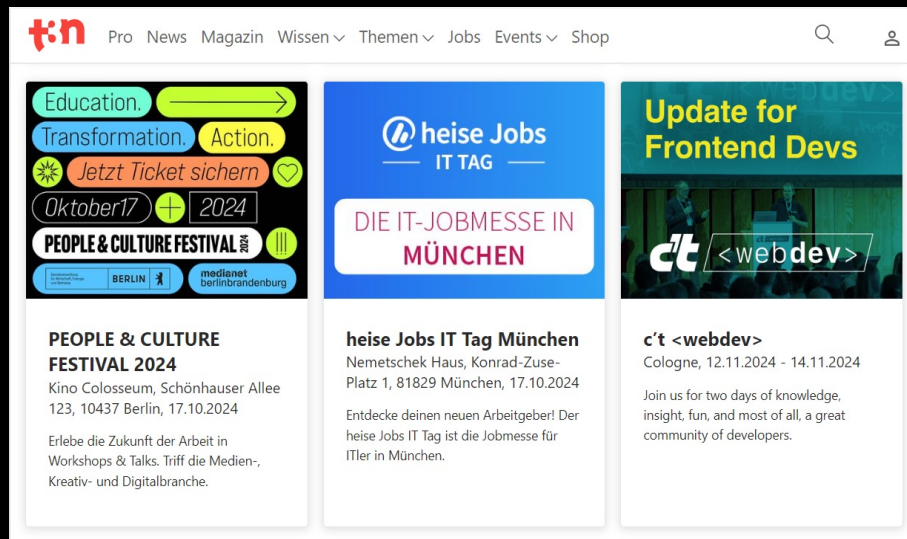 t3n Pro News Magazin Wissen Themen Jobs Events Shop
Education.
Transformation. Action.
Jetzt Ticket sichern
Oktober17 2024
PEOPLE & CULTURE FESTIVAL 2024
BERLIN
medianet
berlinbrandenburg
PEOPLE & CULTURE
FESTIVAL 2024
Kino Colosseum, Schönhauser Allee
123, 10437 Berlin, 17.10.2024
Erlebe die Zukunft der Arbeit in
Workshops & Talks. Triff die Medien-,
Kreativ- und Digitalbranche.
heise Jobs
IT TAG
DIE IT-JOBMESSE IN
MÜNCHEN
heise Jobs IT Tag München
Nemetschek Haus, Konrad-Zuse-
Platz 1, 81829 München, 17.10.2024
Entdecke deinen neuen Arbeitgeber! Der
heise Jobs IT Tag ist die Jobmesse für
ITler in München.
Update for
Frontend Devs
c't <webdev>
c't <webdev>
Cologne, 12.11.2024 - 14.11.2024
Join us for two days of knowledge,
insight, fun, and most of all, a great
community of developers.